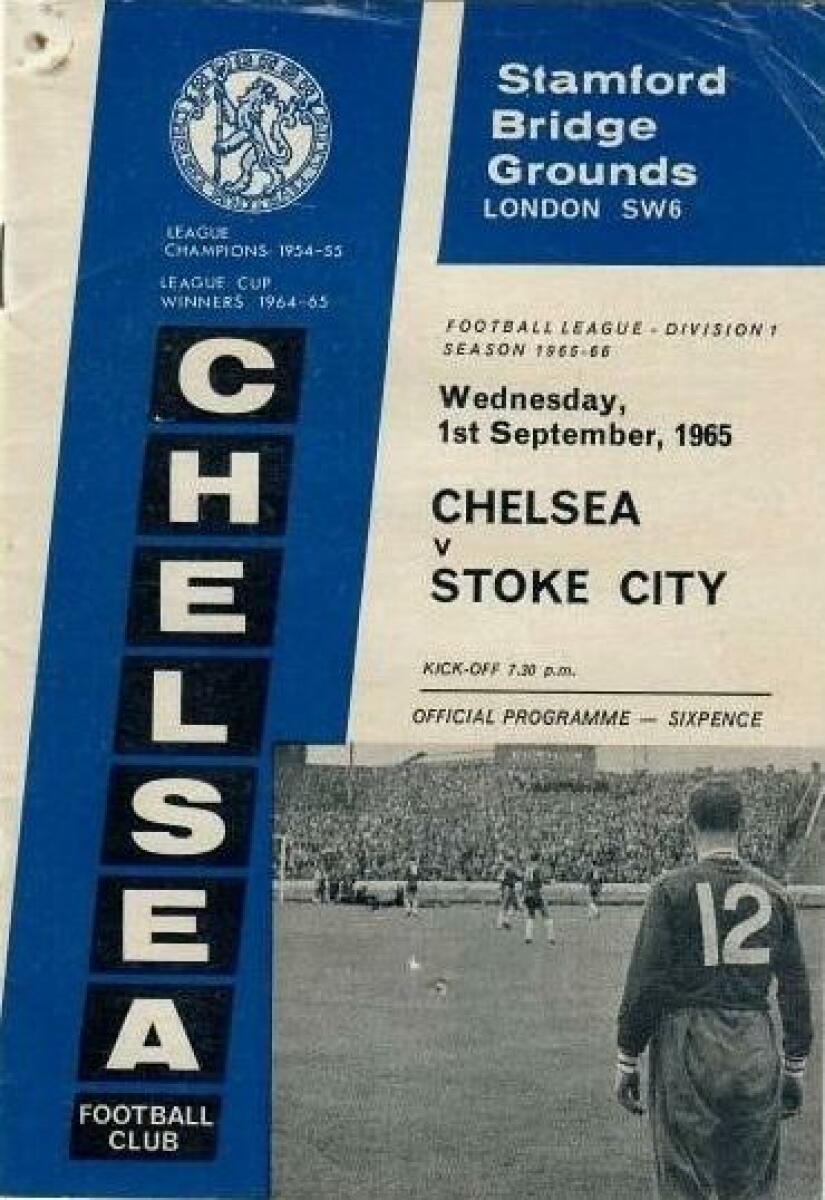 LEAGUE
CHAMPIONS 1954-55
LEAGUE CUP
WINNERS 1964-65
CHELSEA
FOOTBALL
CLUB
Stamford
Bridge
Grounds
LONDON SW6
FOOTBALL LEAGUE - DIVISION 1
SEASON 1965-66
Wednesday,
1st September, 1965
CHELSEA
v
STOKE CITY
KICK-OFF 7.30 p.m.
OFFICIAL PROGRAMME — SIXPENCE
12